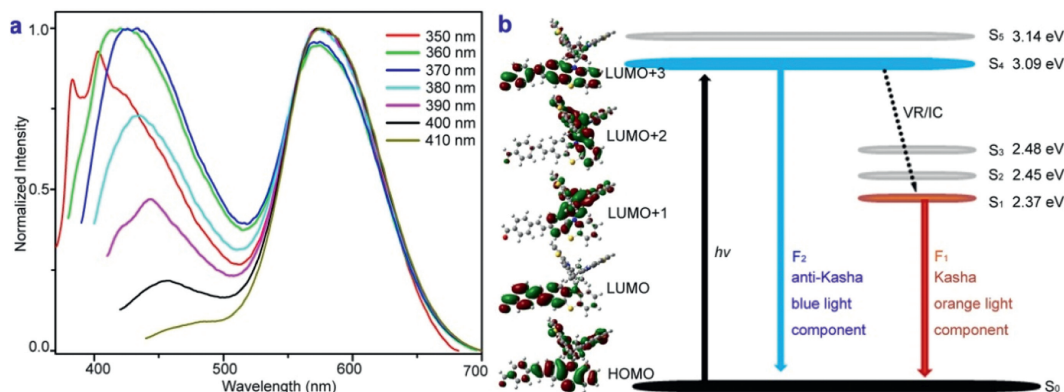 a
1.0
0.5
0.0
Normalized Intensity
400
500
600
700
Wavelength (nm)
350 nm
360 nm
370 nm
380 nm
390 nm
400 nm
410 nm
b
LUMO+3
LUMO+2
LUMO+1
LUMO
HOMO
hν
S₅ 3.14 eV
S₄ 3.09 eV
VR/IC
S₃ 2.48 eV
S₂ 2.45 eV
S₁ 2.37 eV
F₂
anti-Kasha
blue light
component
F₁
Kasha
orange light
component
S₀